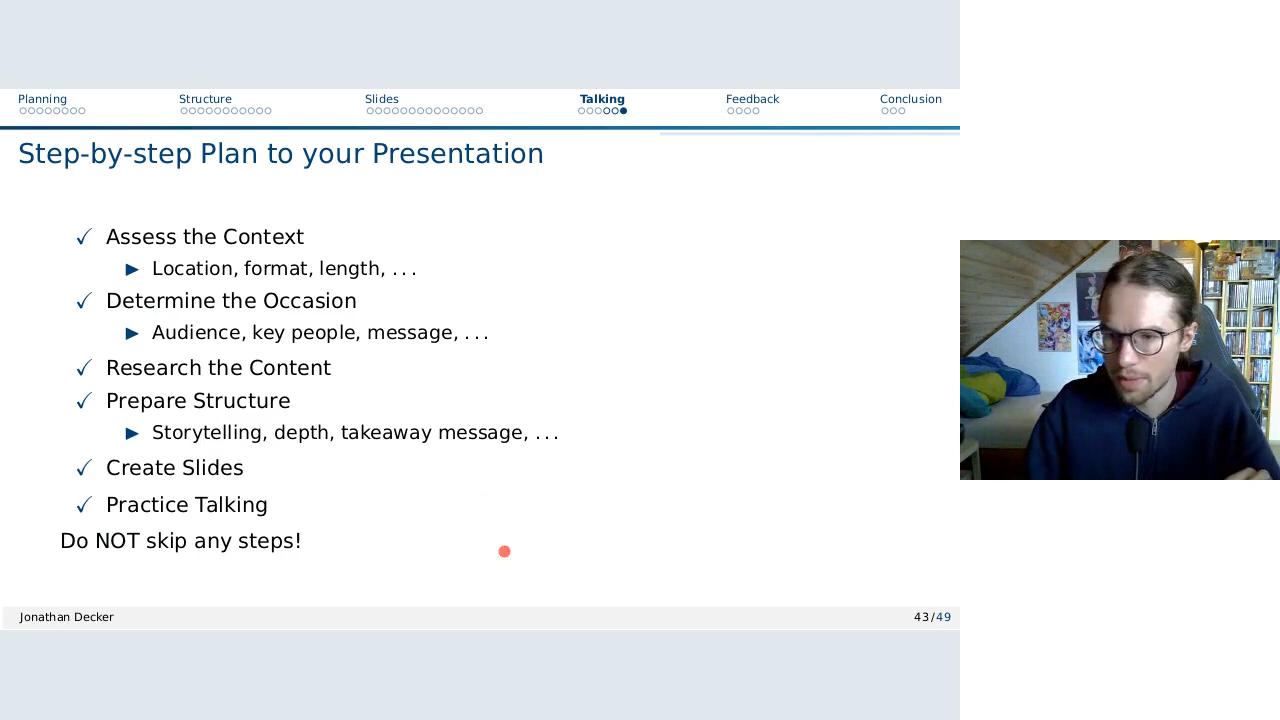 Planning Structure Slides Talking Feedback Conclusion
Step-by-step Plan to your Presentation
✓ Assess the Context
▶ Location, format, length, . . .
✓ Determine the Occasion
▶ Audience, key people, message, . . .
✓ Research the Content
✓ Prepare Structure
▶ Storytelling, depth, takeaway message, . . .
✓ Create Slides
✓ Practice Talking
Do NOT skip any steps!
Jonathan Decker 43/49